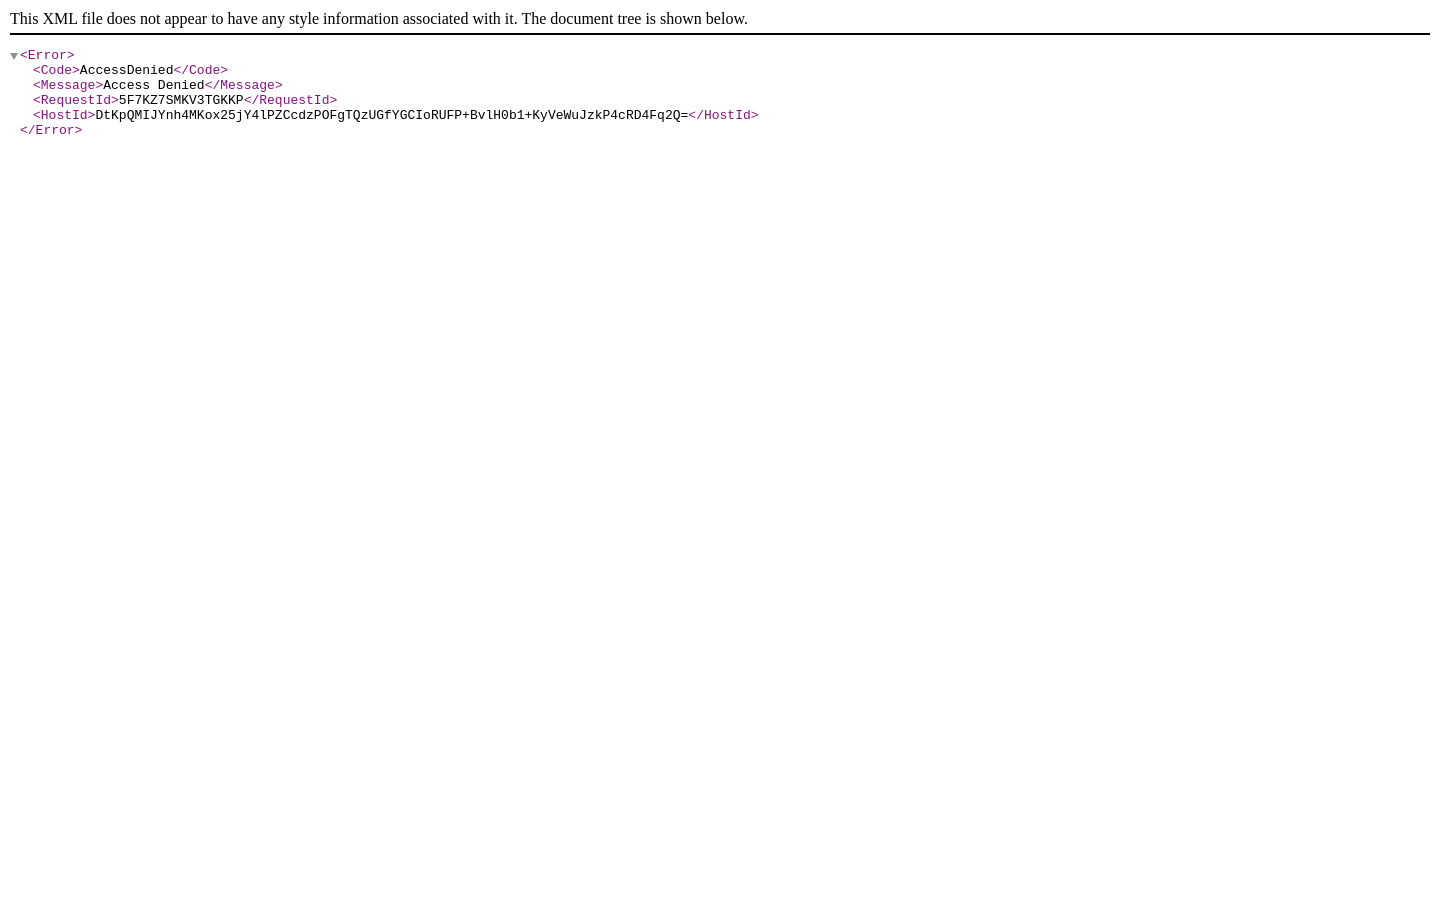 This XML file does not appear to have any style information associated with it. The document tree is shown below.
<Error>
<Code>AccessDenied</Code>
<Message>Access Denied</Message>
<RequestId>5F7KZ7SMKV3TGKKP</RequestId>
<HostId>DtKpQMIJYnh4MKox25jY4lPZCcdzPOFgTQzUGfYGCIoRUFP+BvlH0b1+KyVeWuJzkP4cRD4Fq2Q=</HostId>
</Error>